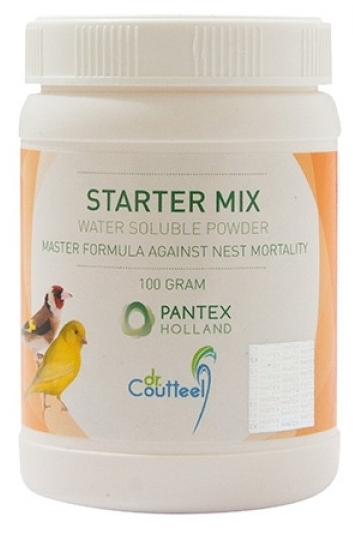 STARTER MIX
WATER SOLUBLE POWDER
MASTER FORMULA AGAINST NEST MORTALITY
100 GRAM
PANTEX
HOLLAND
dr.
Coutteel